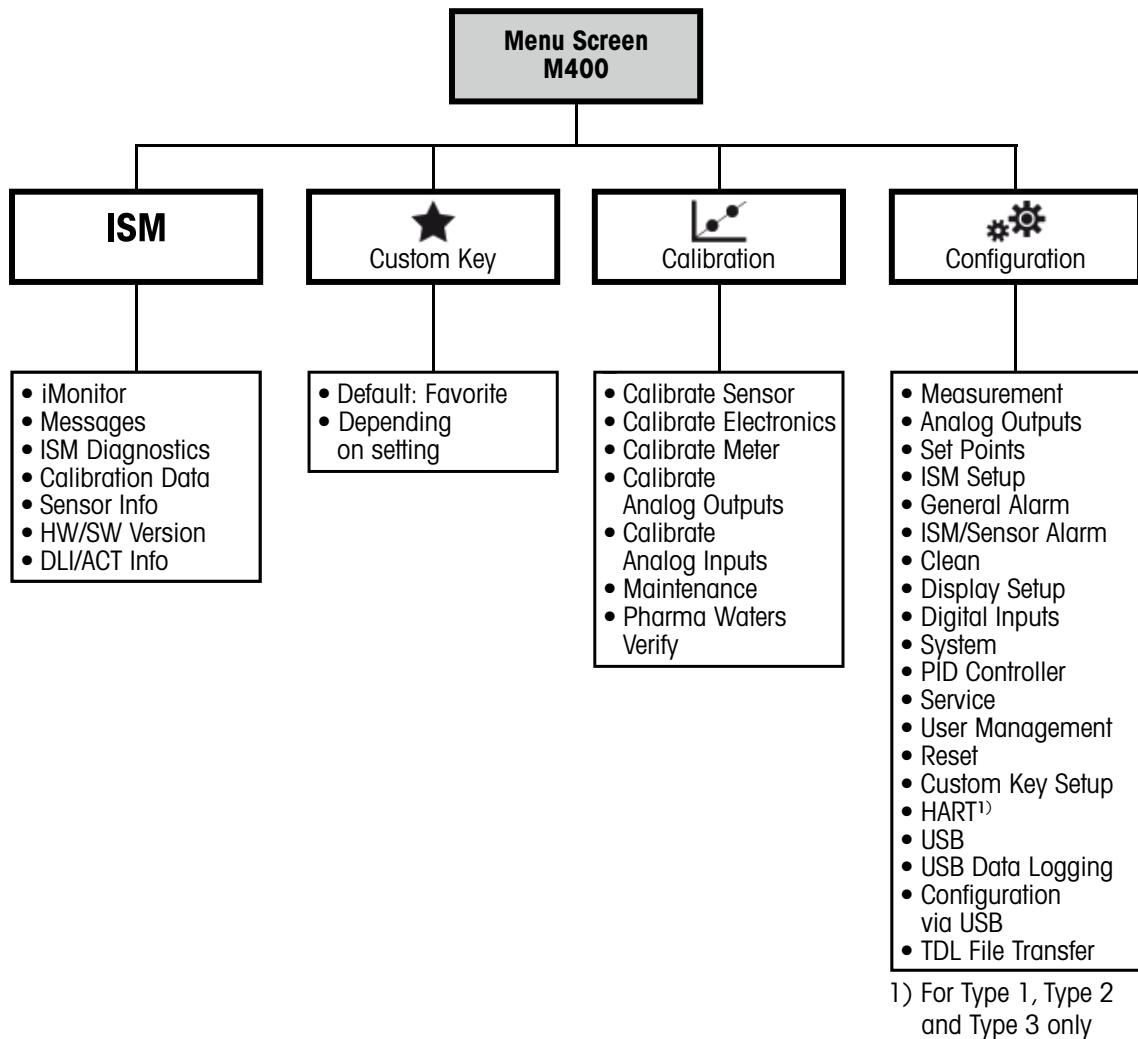 Menu Screen
M400
ISM
Custom Key
Calibration
Configuration
• iMonitor
• Messages
• ISM Diagnostics
• Calibration Data
• Sensor Info
• HW/SW Version
• DLI/ACT Info
• Default: Favorite
• Depending
on setting
• Calibrate Sensor
• Calibrate Electronics
• Calibrate Meter
• Calibrate
Analog Outputs
• Calibrate
Analog Inputs
• Maintenance
• Pharma Waters
Verify
• Measurement
• Analog Outputs
• Set Points
• ISM Setup
• General Alarm
• ISM/Sensor Alarm
• Clean
• Display Setup
• Digital Inputs
• System
• PID Controller
• Service
• User Management
• Reset
• Custom Key Setup
• HART1)
• USB
• USB Data Logging
• Configuration
via USB
• TDL File Transfer
1) For Type 1, Type 2
and Type 3 only